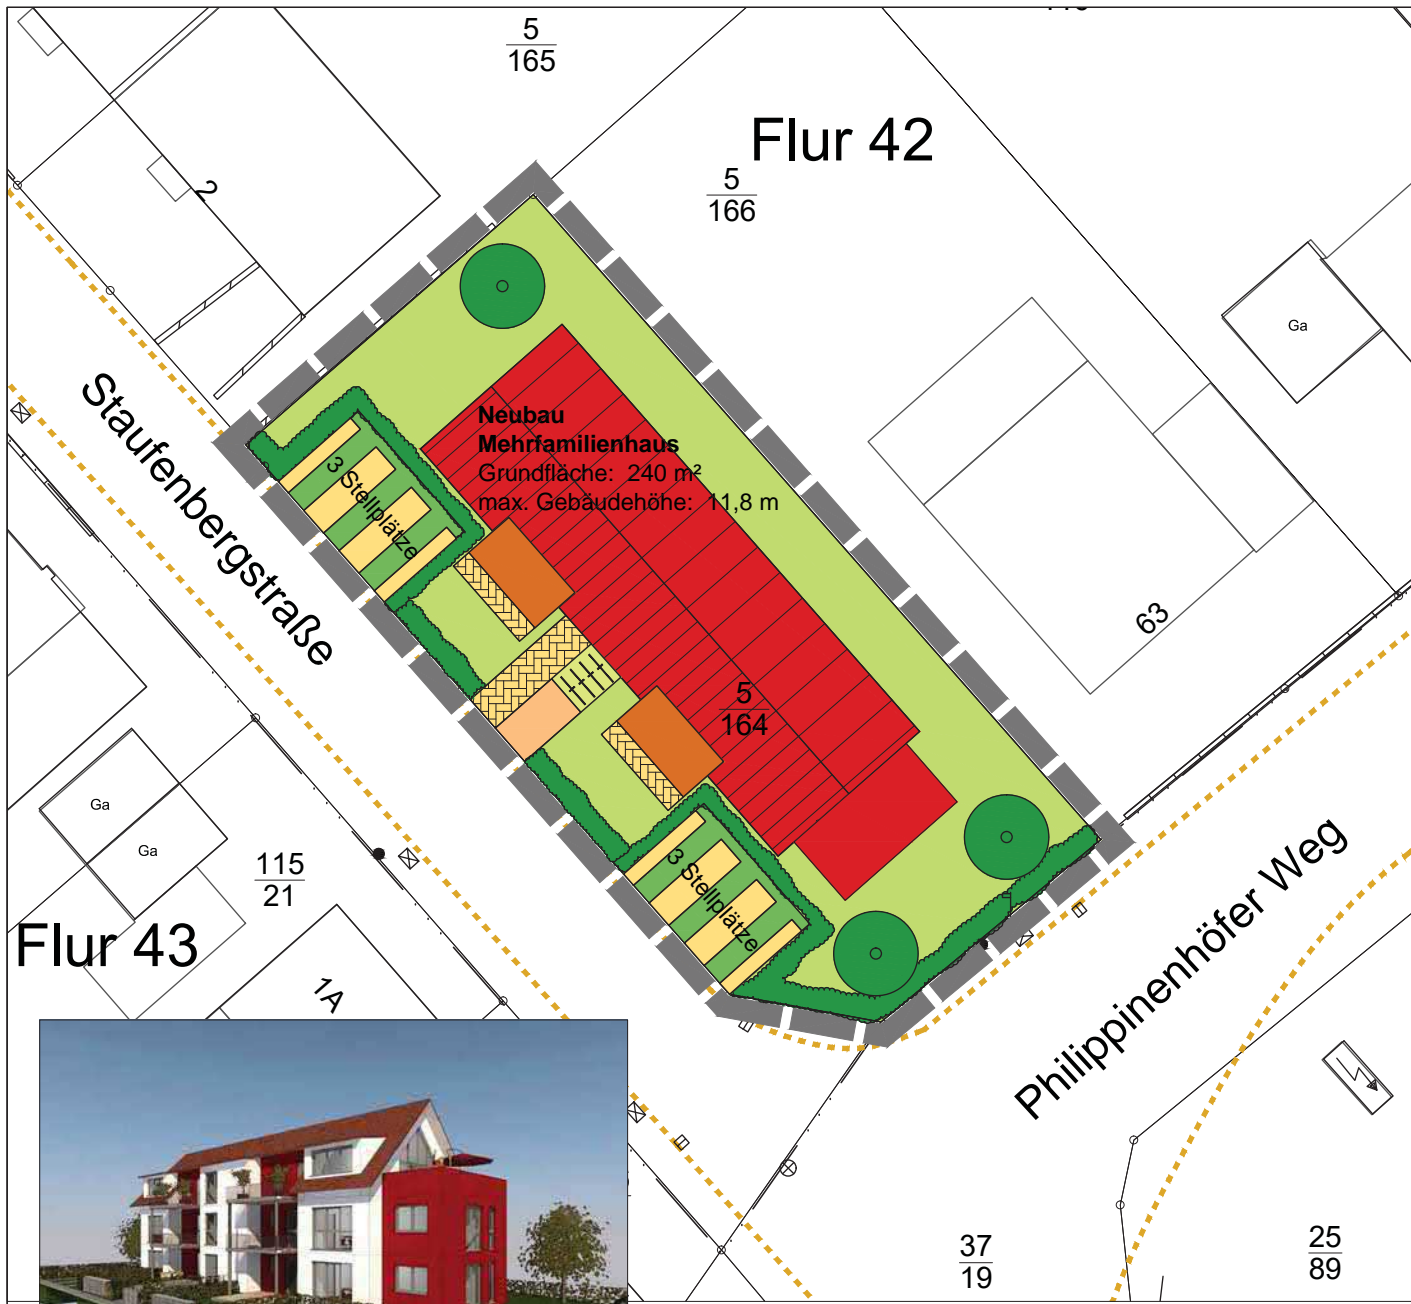 5
165
Flur 42
5
166
2
Ga
Neubau
Mehrfamilienhaus
Grundfläche: 240 m²
max. Gebäudehöhe: 11,8 m
3 Stellplätze
Staufenbergstraße
63
5
164
Ga
Ga
115
21
3 Stellplätze
Flur 43
1A
Philippinenhöfer Weg
37
19
25
89